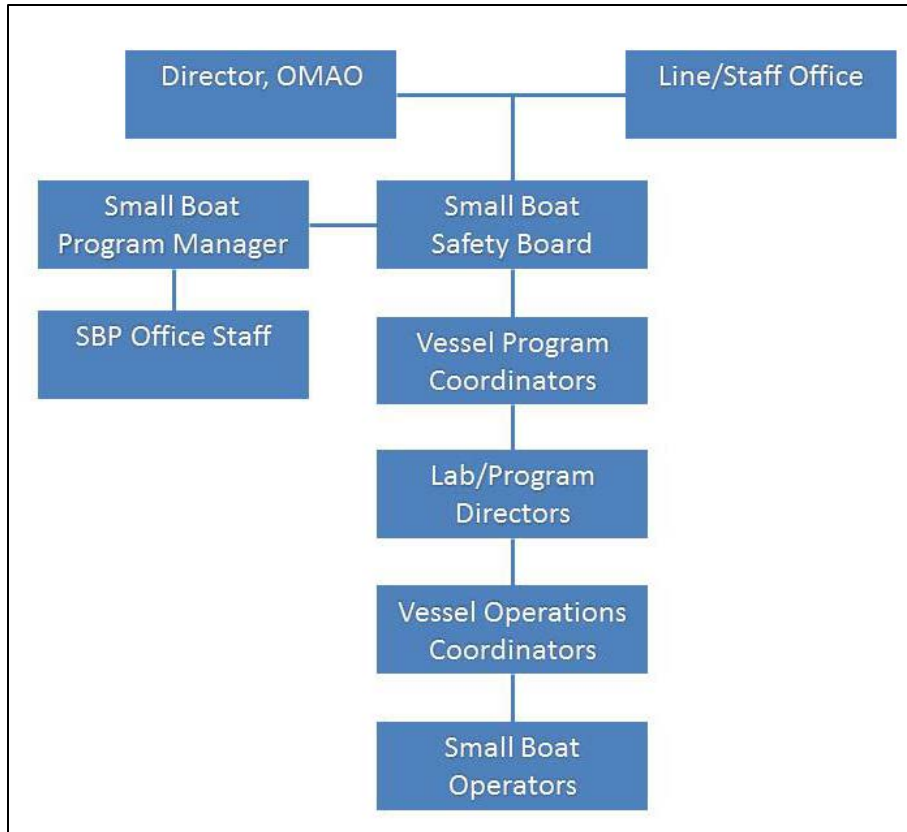 Director, OMAO
Line/Staff Office
Small Boat
Program Manager
Small Boat
Safety Board
SBP Office Staff
Vessel Program
Coordinators
Lab/Program
Directors
Vessel Operations
Coordinators
Small Boat
Operators